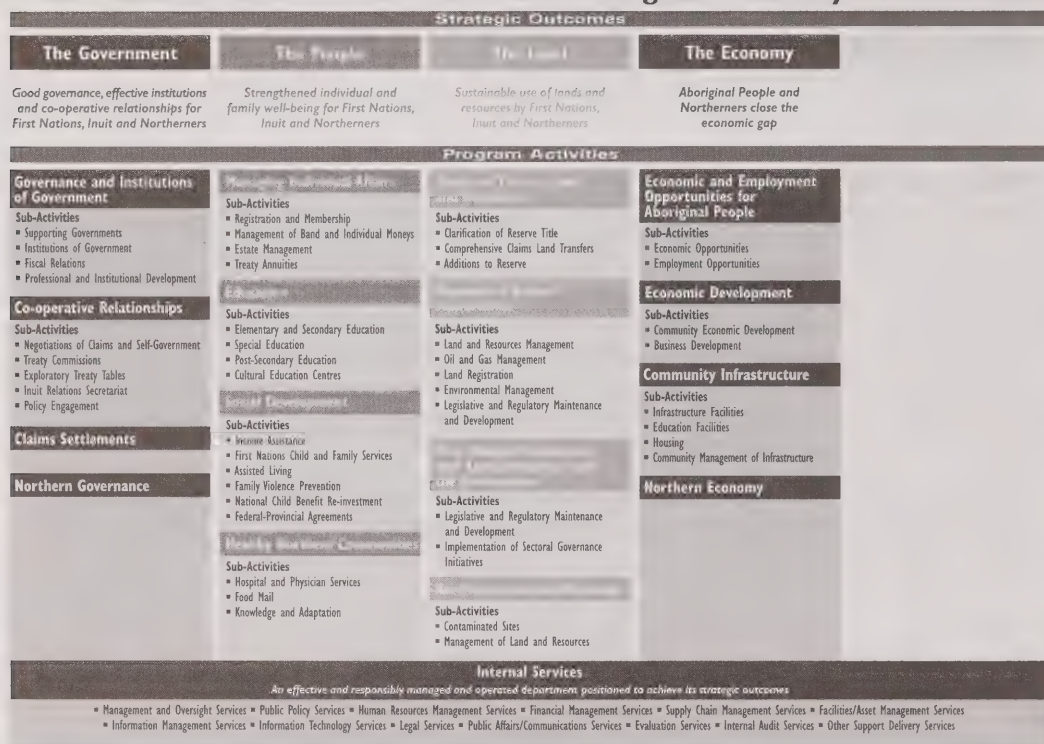 Strategic Outcomes
The Government
Good governance, effective institutions
and co-operative relationships for
First Nations, Inuit and Northerners
The People
Strengthened individual and
family well-being for First Nations,
Inuit and Northerners
The Land
Sustainable use of lands and
resources by First Nations,
Inuit and Northerners
The Economy
Aboriginal People and
Northerners close the
economic gap
Program Activities
Governance and Institutions
of Government
Sub-Activities
▪ Supporting Governments
▪ Institutions of Government
▪ Fiscal Relations
▪ Professional and Institutional Development
Co-operative Relationships
Sub-Activities
▪ Negotiations of Claims and Self-Government
▪ Treaty Commissions
▪ Exploratory Treaty Tables
▪ Inuit Relations Secretariat
▪ Policy Engagement
Claims Settlements
Northern Governance
Managing Individual Affairs
Sub-Activities
▪ Registration and Membership
▪ Management of Band and Individual Moneys
▪ Estate Management
▪ Treaty Annuities
Education
Sub-Activities
▪ Elementary and Secondary Education
▪ Special Education
▪ Post-Secondary Education
▪ Cultural Education Centres
Social Development
Sub-Activities
▪ Income Assistance
▪ First Nations Child and Family Services
▪ Assisted Living
▪ Family Violence Prevention
▪ National Child Benefit Re-investment
▪ Federal-Provincial Agreements
Healthy Northern Communities
Sub-Activities
▪ Hospital and Physician Services
▪ Food Mail
▪ Knowledge and Adaptation
Sub-Activities
▪ Clarification of Reserve Title
▪ Comprehensive Claims Land Transfers
▪ Additions to Reserve
Sub-Activities
▪ Land and Resources Management
▪ Oil and Gas Management
▪ Land Registration
▪ Environmental Management
▪ Legislative and Regulatory Maintenance
and Development
Sub-Activities
▪ Legislative and Regulatory Maintenance
and Development
▪ Implementation of Sectoral Governance
Initiatives
Sub-Activities
▪ Contaminated Sites
▪ Management of Land and Resources
Economic and Employment
Opportunities for
Aboriginal People
Sub-Activities
▪ Economic Opportunities
▪ Employment Opportunities
Economic Development
Sub-Activities
▪ Community Economic Development
▪ Business Development
Community Infrastructure
Sub-Activities
▪ Infrastructure Facilities
▪ Education Facilities
▪ Housing
▪ Community Management of Infrastructure
Northern Economy
Internal Services
An effective and responsibly managed and operated department positioned to achieve its strategic outcomes
▪ Management and Oversight Services ▪ Public Policy Services ▪ Human Resources Management Services ▪ Financial Management Services ▪ Supply Chain Management Services ▪ Facilities/Asset Management Services
▪ Information Management Services ▪ Information Technology Services ▪ Legal Services ▪ Public Affairs/Communications Services ▪ Evaluation Services ▪ Internal Audit Services ▪ Other Support Delivery Services